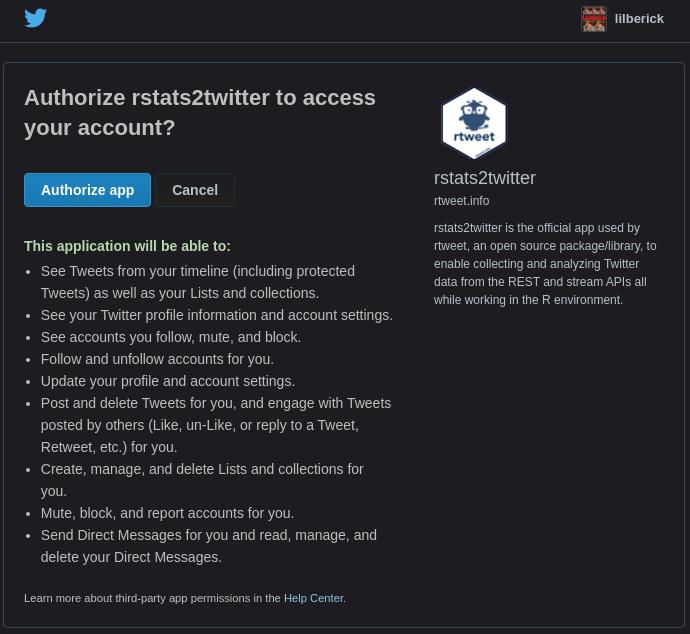 lilberick
Authorize rstats2twitter to access
your account?
Authorize app
Cancel
This application will be able to:
See Tweets from your timeline (including protected
Tweets) as well as your Lists and collections.
See your Twitter profile information and account settings.
See accounts you follow, mute, and block.
Follow and unfollow accounts for you.
Update your profile and account settings.
Post and delete Tweets for you, and engage with Tweets
posted by others (Like, un-Like, or reply to a Tweet,
Retweet, etc.) for you.
Create, manage, and delete Lists and collections for
you.
Mute, block, and report accounts for you.
Send Direct Messages for you and read, manage, and
delete your Direct Messages.
Learn more about third-party app permissions in the Help Center.
rtweet
rstats2twitter
rtweet.info
rstats2twitter is the official app used by
rtweet, an open source package/library, to
enable collecting and analyzing Twitter
data from the REST and stream APIs all
while working in the R environment.